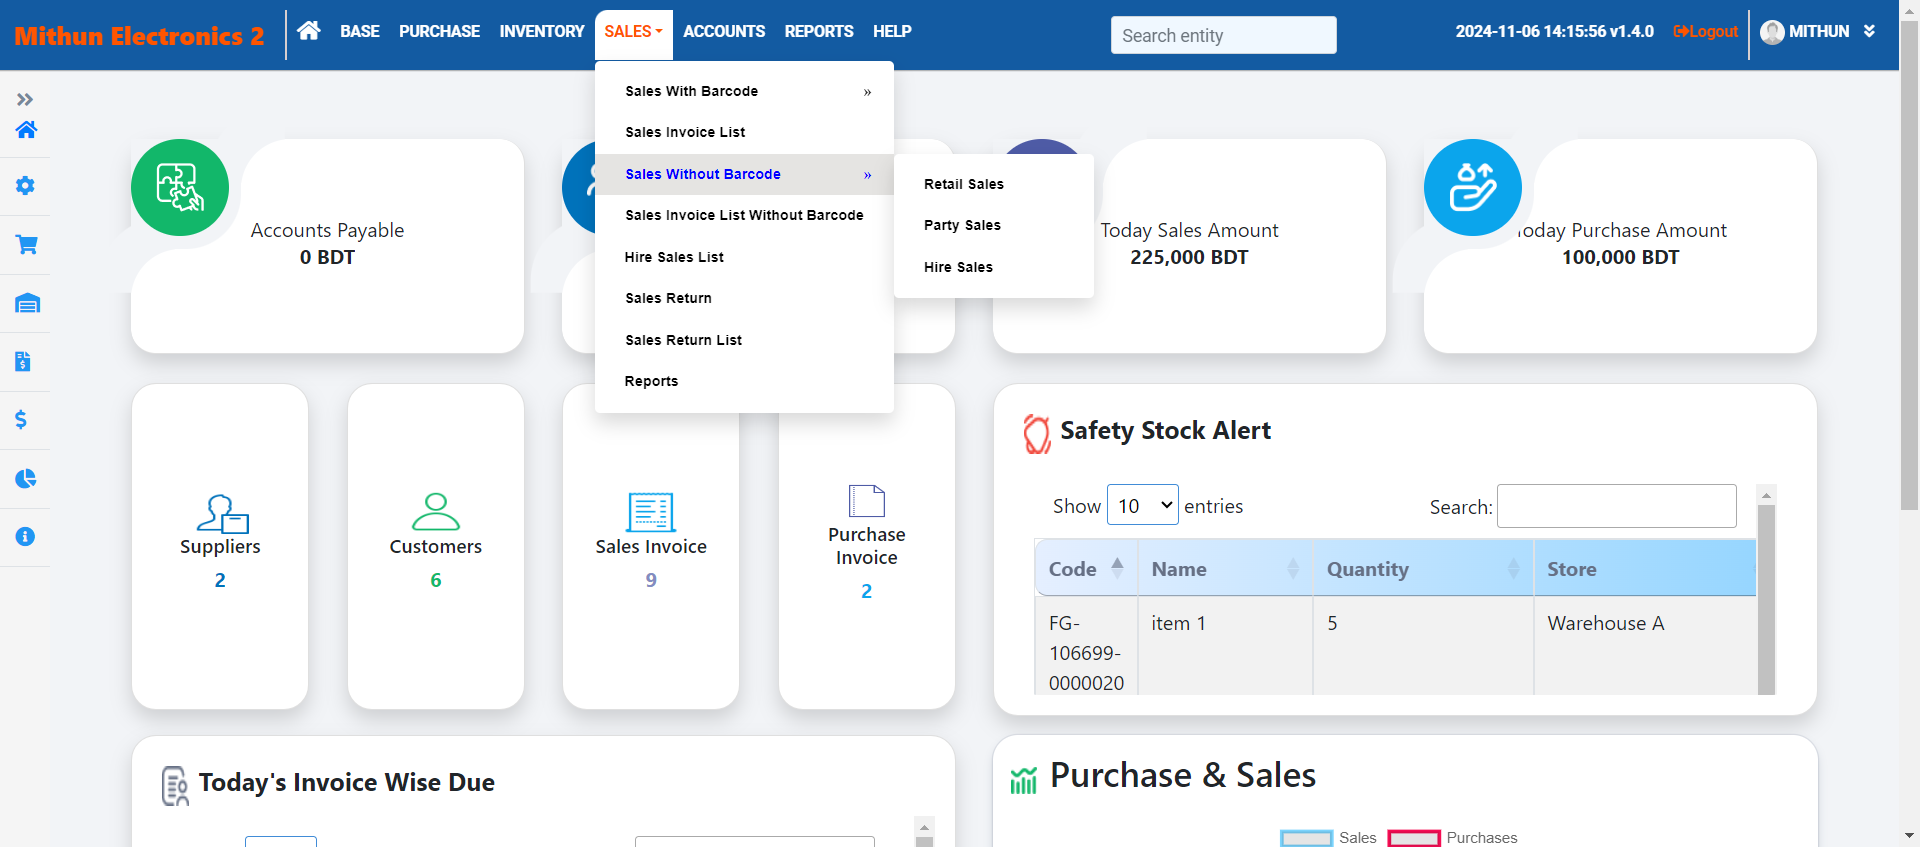 Mithun Electronics 2
BASE PURCHASE INVENTORY SALES ACCOUNTS REPORTS HELP
Search entity
2024-11-06 14:15:56 v1.4.0 Logout MITHUN
Sales With Barcode »
Sales Invoice List
Sales Without Barcode »
Sales Invoice List Without Barcode
Hire Sales List
Sales Return
Sales Return List
Reports
Retail Sales
Party Sales
Hire Sales
Accounts Payable
0 BDT
Today Sales Amount
225,000 BDT
Today Purchase Amount
100,000 BDT
Suppliers
2
Customers
6
Sales Invoice
9
Purchase
Invoice
2
Safety Stock Alert
Show 10 entries
Search:
Code Name Quantity Store
FG-
106699-
0000020
item 1 5 Warehouse A
Today's Invoice Wise Due
Purchase & Sales
Sales Purchases